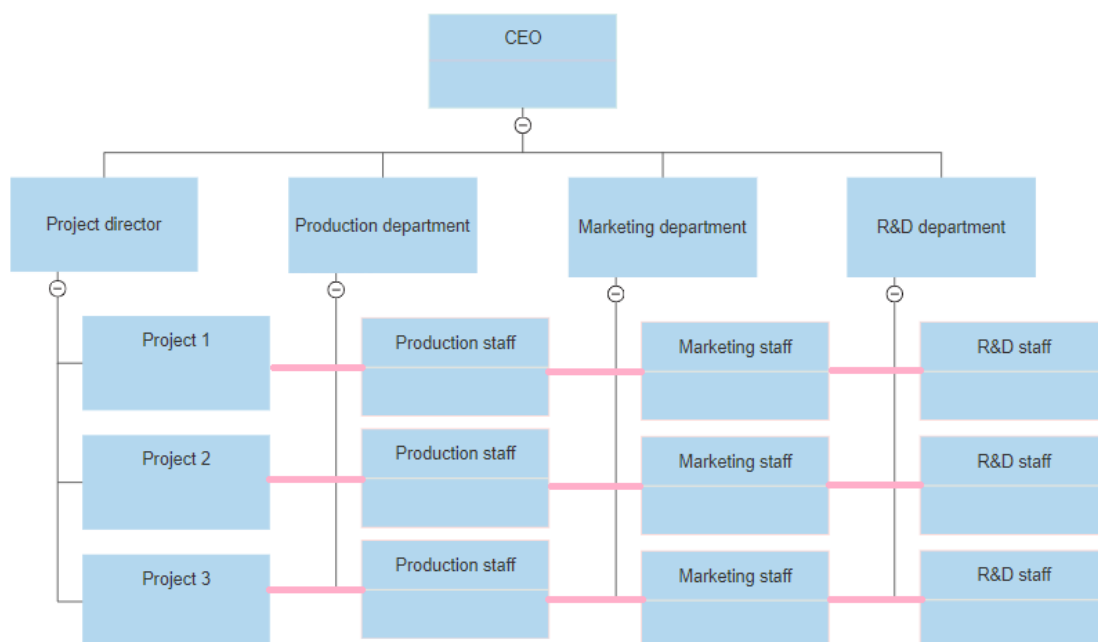 CEO
Project director
Production department
Marketing department
R&D department
Project 1
Production staff
Marketing staff
R&D staff
Project 2
Production staff
Marketing staff
R&D staff
Project 3
Production staff
Marketing staff
R&D staff